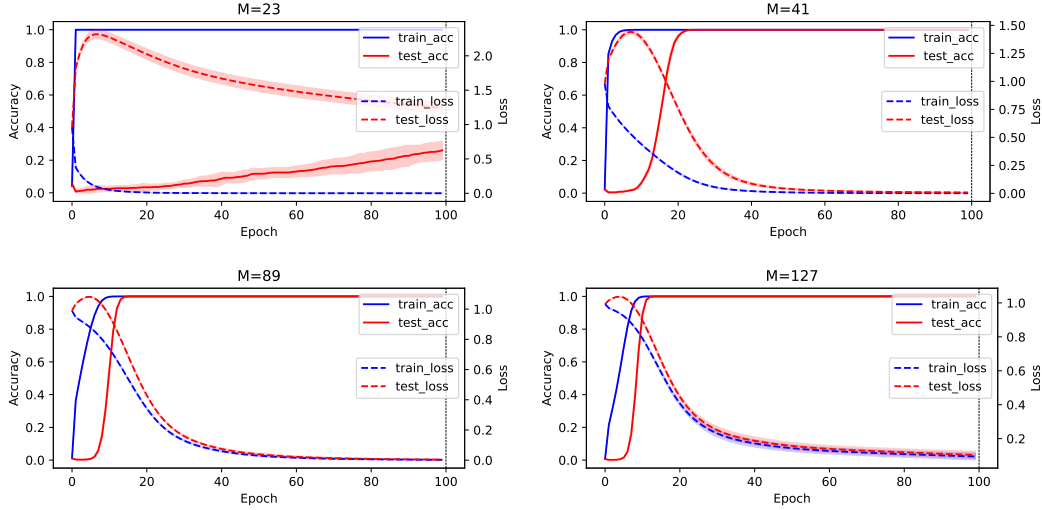 M=23
1.0
0.8
0.6
0.4
0.2
0.0
Accuracy
0
20
40
60
80
100
Epoch
2.0
1.5
1.0
0.5
0.0
Loss
train_acc
test_acc
train_loss
test_loss
M=41
1.0
0.8
0.6
0.4
0.2
0.0
Accuracy
0
20
40
60
80
100
Epoch
1.50
1.25
1.00
0.75
0.50
0.25
0.00
Loss
train_acc
test_acc
train_loss
test_loss
M=89
1.0
0.8
0.6
0.4
0.2
0.0
Accuracy
0
20
40
60
80
100
Epoch
1.0
0.8
0.6
0.4
0.2
0.0
Loss
train_acc
test_acc
train_loss
test_loss
M=127
1.0
0.8
0.6
0.4
0.2
0.0
Accuracy
0
20
40
60
80
100
Epoch
1.0
0.8
0.6
0.4
0.2
Loss
train_acc
test_acc
train_loss
test_loss